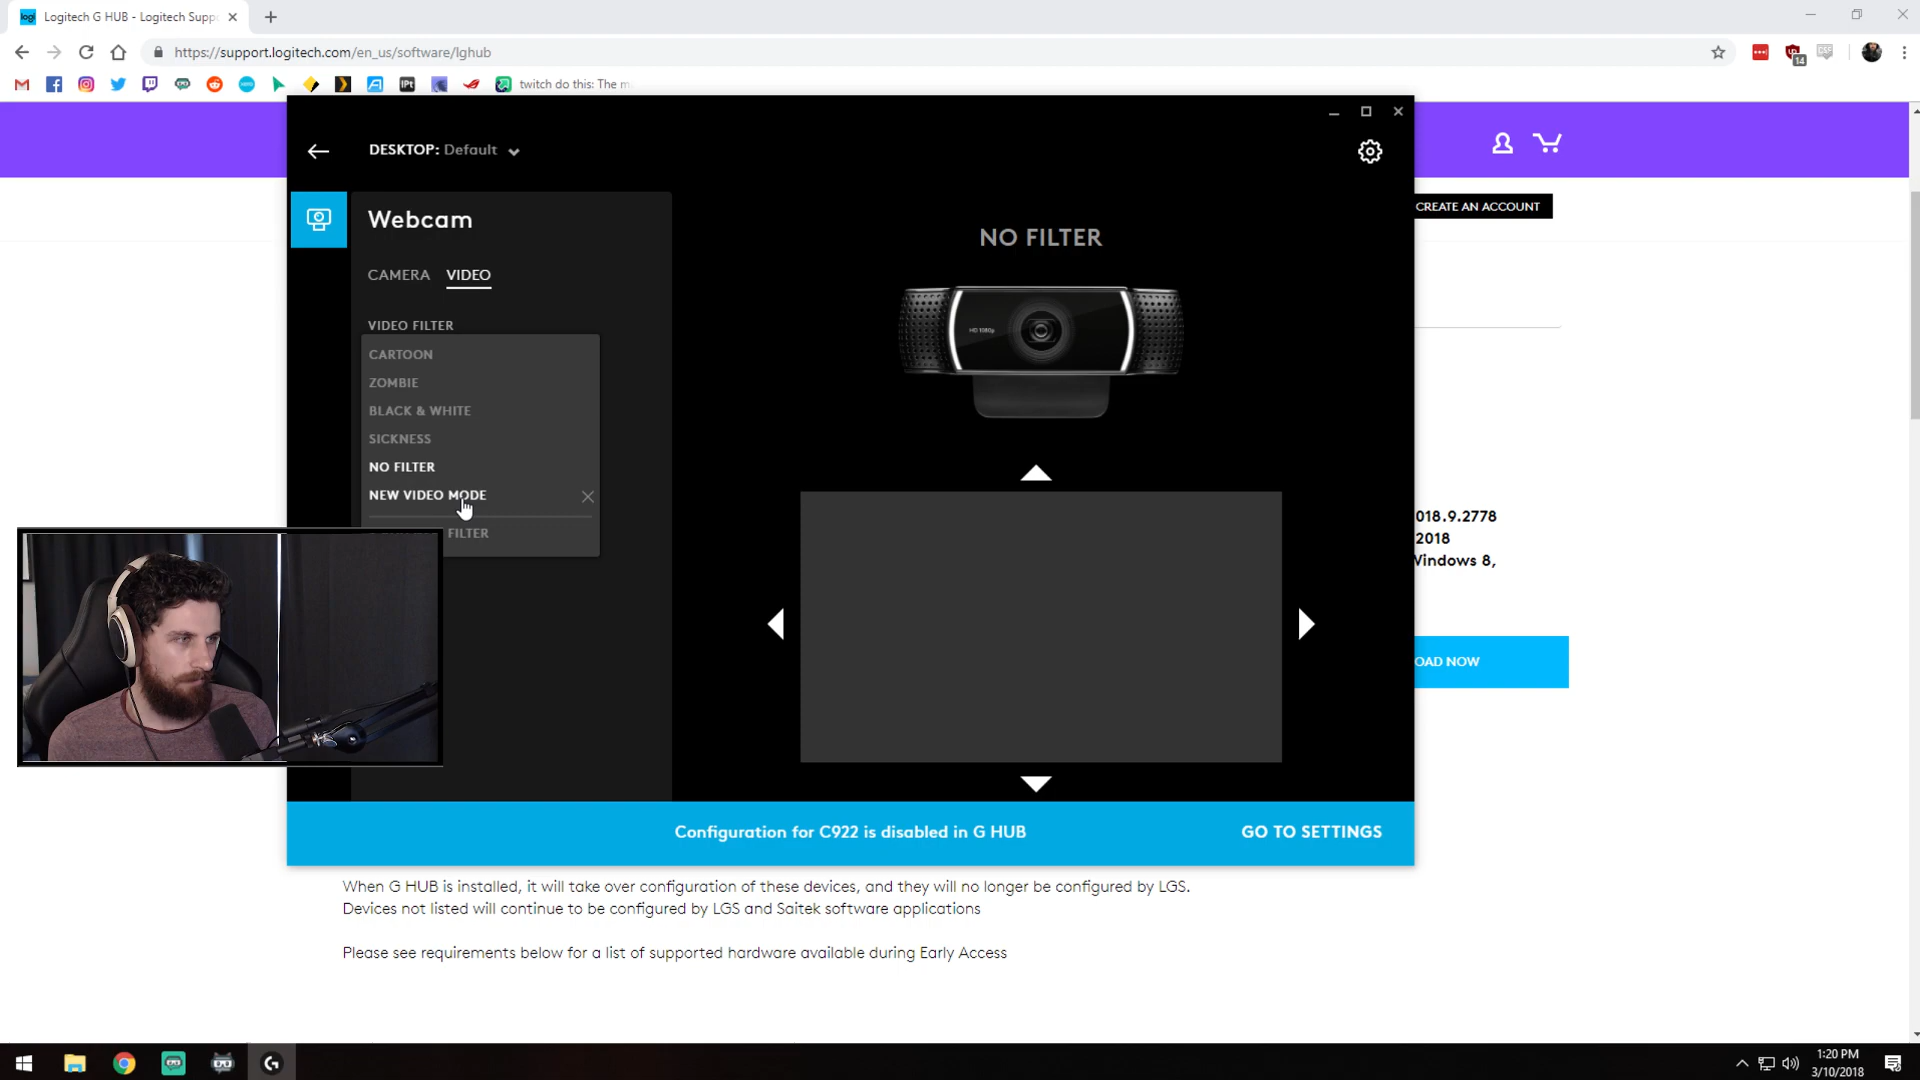 Logitech G HUB - Logitech Supp
https://support.logitech.com/en_us/software/lghub
14
twitch do this: The m
DESKTOP: Default
CREATE AN ACCOUNT
Webcam
CAMERA VIDEO
NO FILTER
HD 1080p
VIDEO FILTER
CARTOON
ZOMBIE
BLACK & WHITE
SICKNESS
NO FILTER
NEW VIDEO MODE
FILTER
018.9.2778
2018
Windows 8,
OAD NOW
Configuration for C922 is disabled in G HUB
GO TO SETTINGS
When G HUB is installed, it will take over configuration of these devices, and they will no longer be configured by LGS.
Devices not listed will continue to be configured by LGS and Saitek software applications
Please see requirements below for a list of supported hardware available during Early Access
1:20 PM
3/10/2018